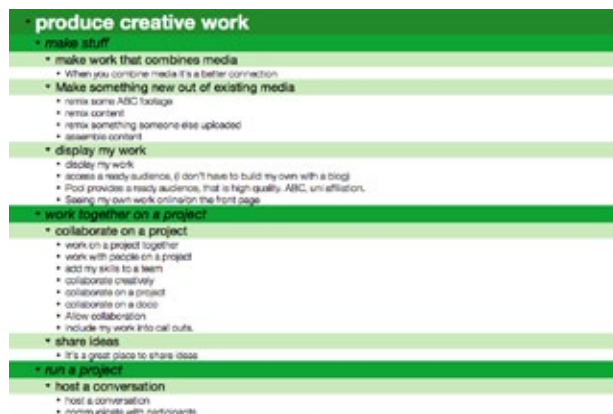 • produce creative work
• make stuff
• make work that combines media
• When you combine media it's a better connection
• Make something new out of existing media
• remix some ABC footage
• remix content
• remix something someone else uploaded
• assemble content
• display my work
• display my work
• access a ready audience, (I don't have to build my own with a blog)
• Pool provides a ready audience, that is high quality. ABC, uni affiliation.
• Seeing my own work online/on the front page
• work together on a project
• collaborate on a project
• work on a project together
• work with people on a project
• add my skills to a team
• collaborate creatively
• collaborate on a project
• collaborate on a doco
• Allow collaboration
• include my work into call outs.
• share ideas
• It's a great place to share ideas
• run a project
• host a conversation
• host a conversation
• communicate with participants